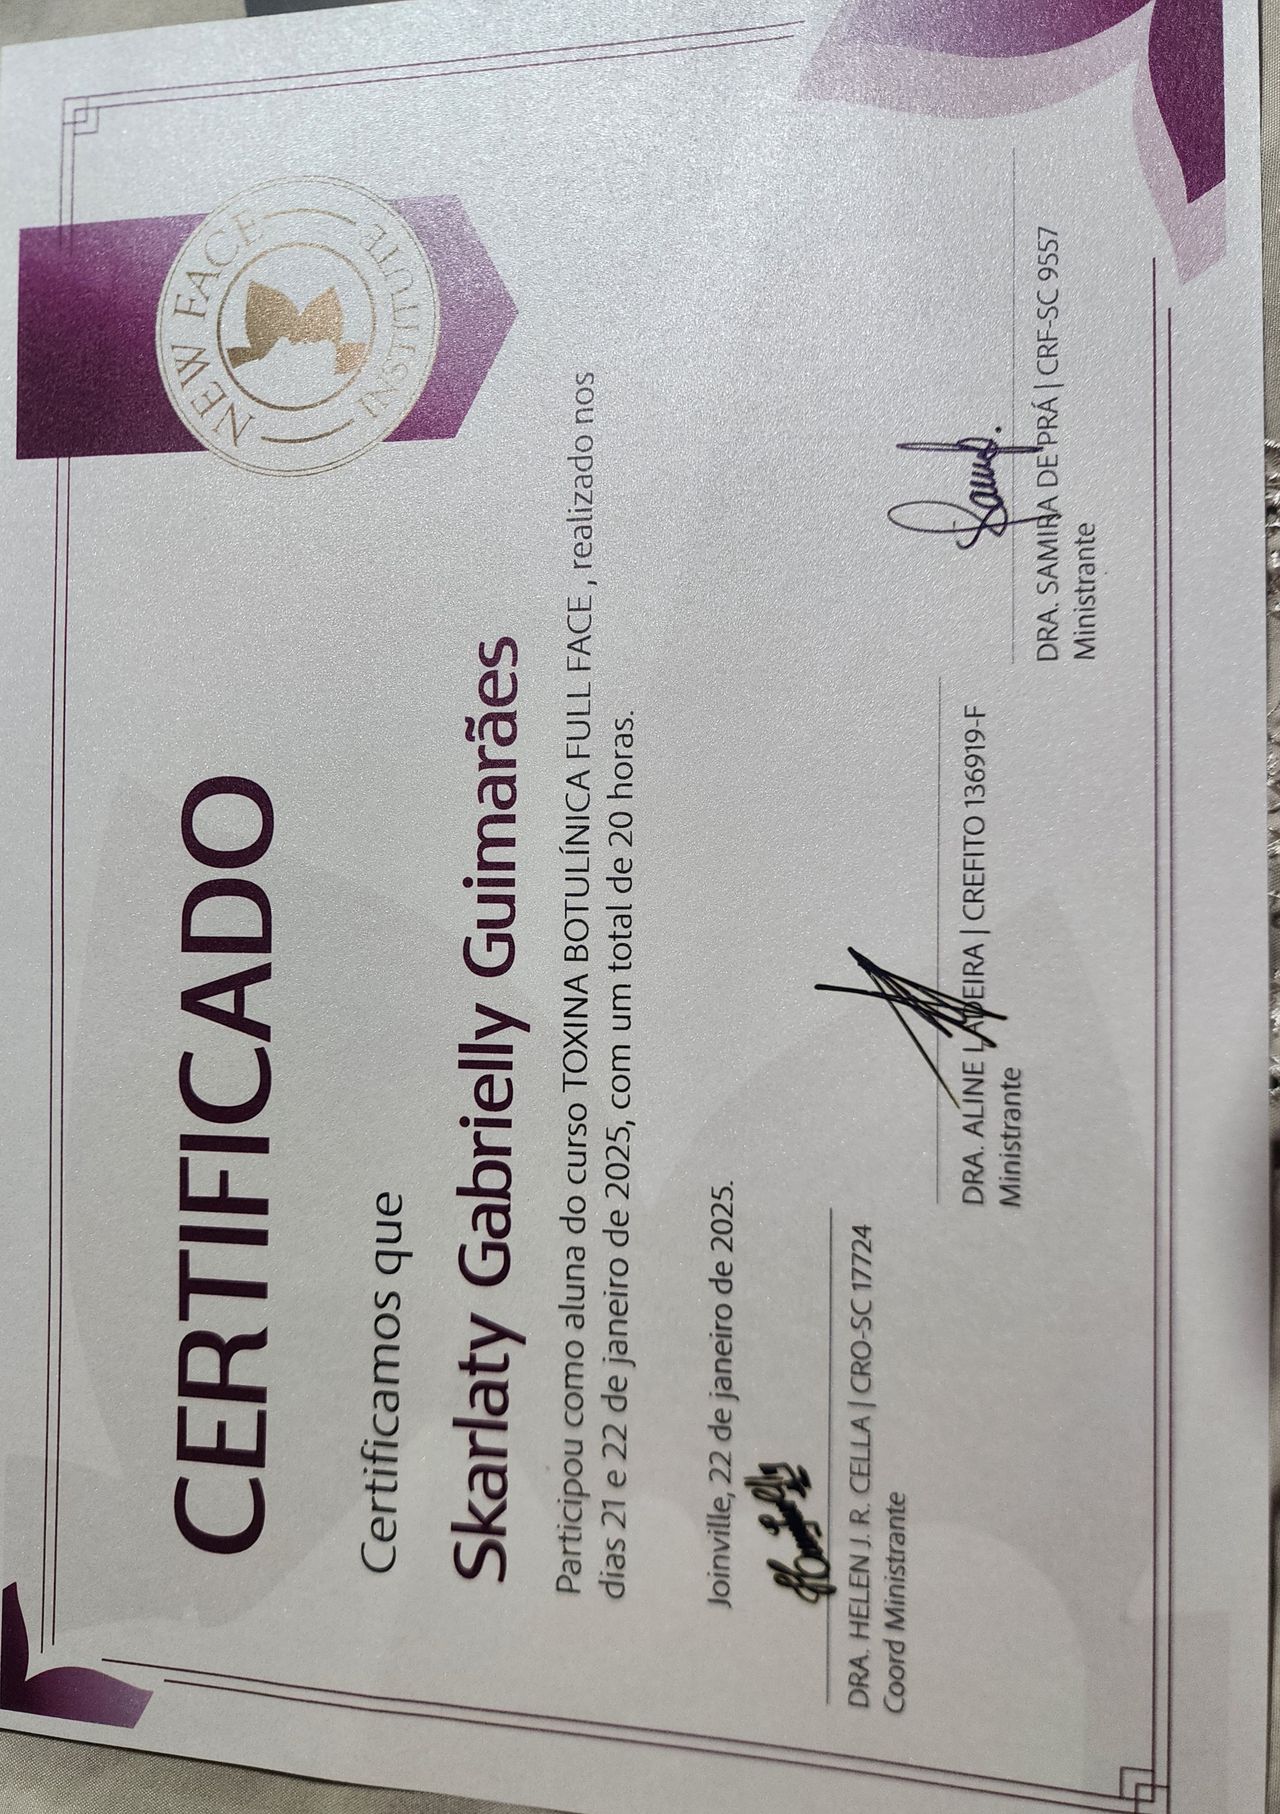 NEW FACE
INSTITUTE
CERTIFICADO
Certificamos que
Skarlaty Gabrielly Guimarães
Participou como aluna do curso TOXINA BOTULÍNICA FULL FACE , realizado nos
dias 21 e 22 de janeiro de 2025, com um total de 20 horas.
Joinville, 22 de janeiro de 2025.
DRA. HELEN J. R. CELLA | CRO-SC 17724
Coord Ministrante
DRA. ALINE LADEIRA | CREFITO 136919-F
Ministrante
DRA. SAMIRA DE PRÁ | CRF-SC 9557
Ministrante